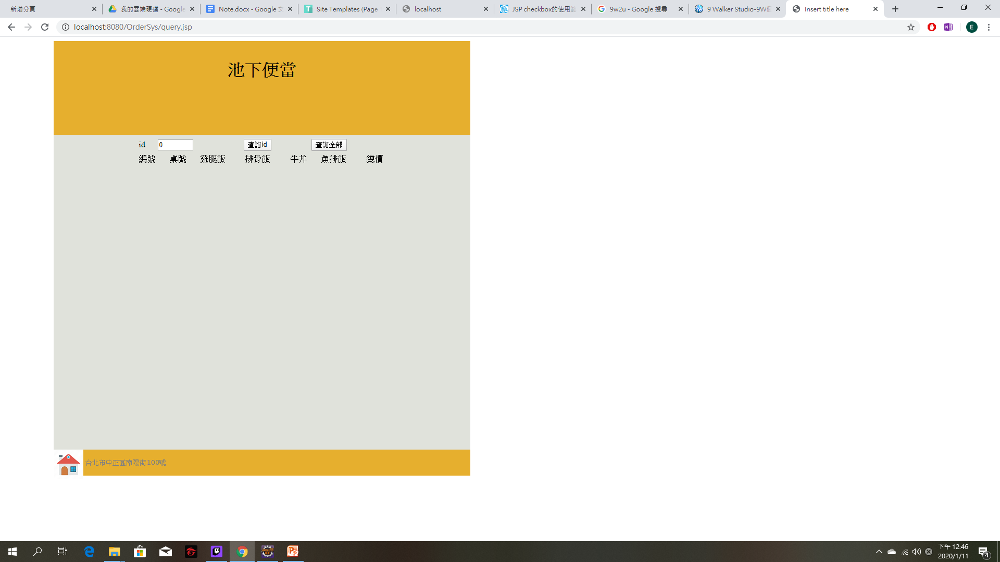 新增分頁
我的雲端硬碟 - Google
Note.docx - Google 文
Site Templates (Page
localhost
JSP checkbox的使用範
9w2u - Google 搜尋
9 Walker Studio-9W個
Insert title here
localhost:8080/OrderSys/query.jsp
E
池下便當
id 0 查詢id 查詢全部
編號 桌號 雞腿飯 排骨飯 牛丼 魚排飯 總價
台北市中正區南陽街100號
下午 12:46
2020/1/11
4